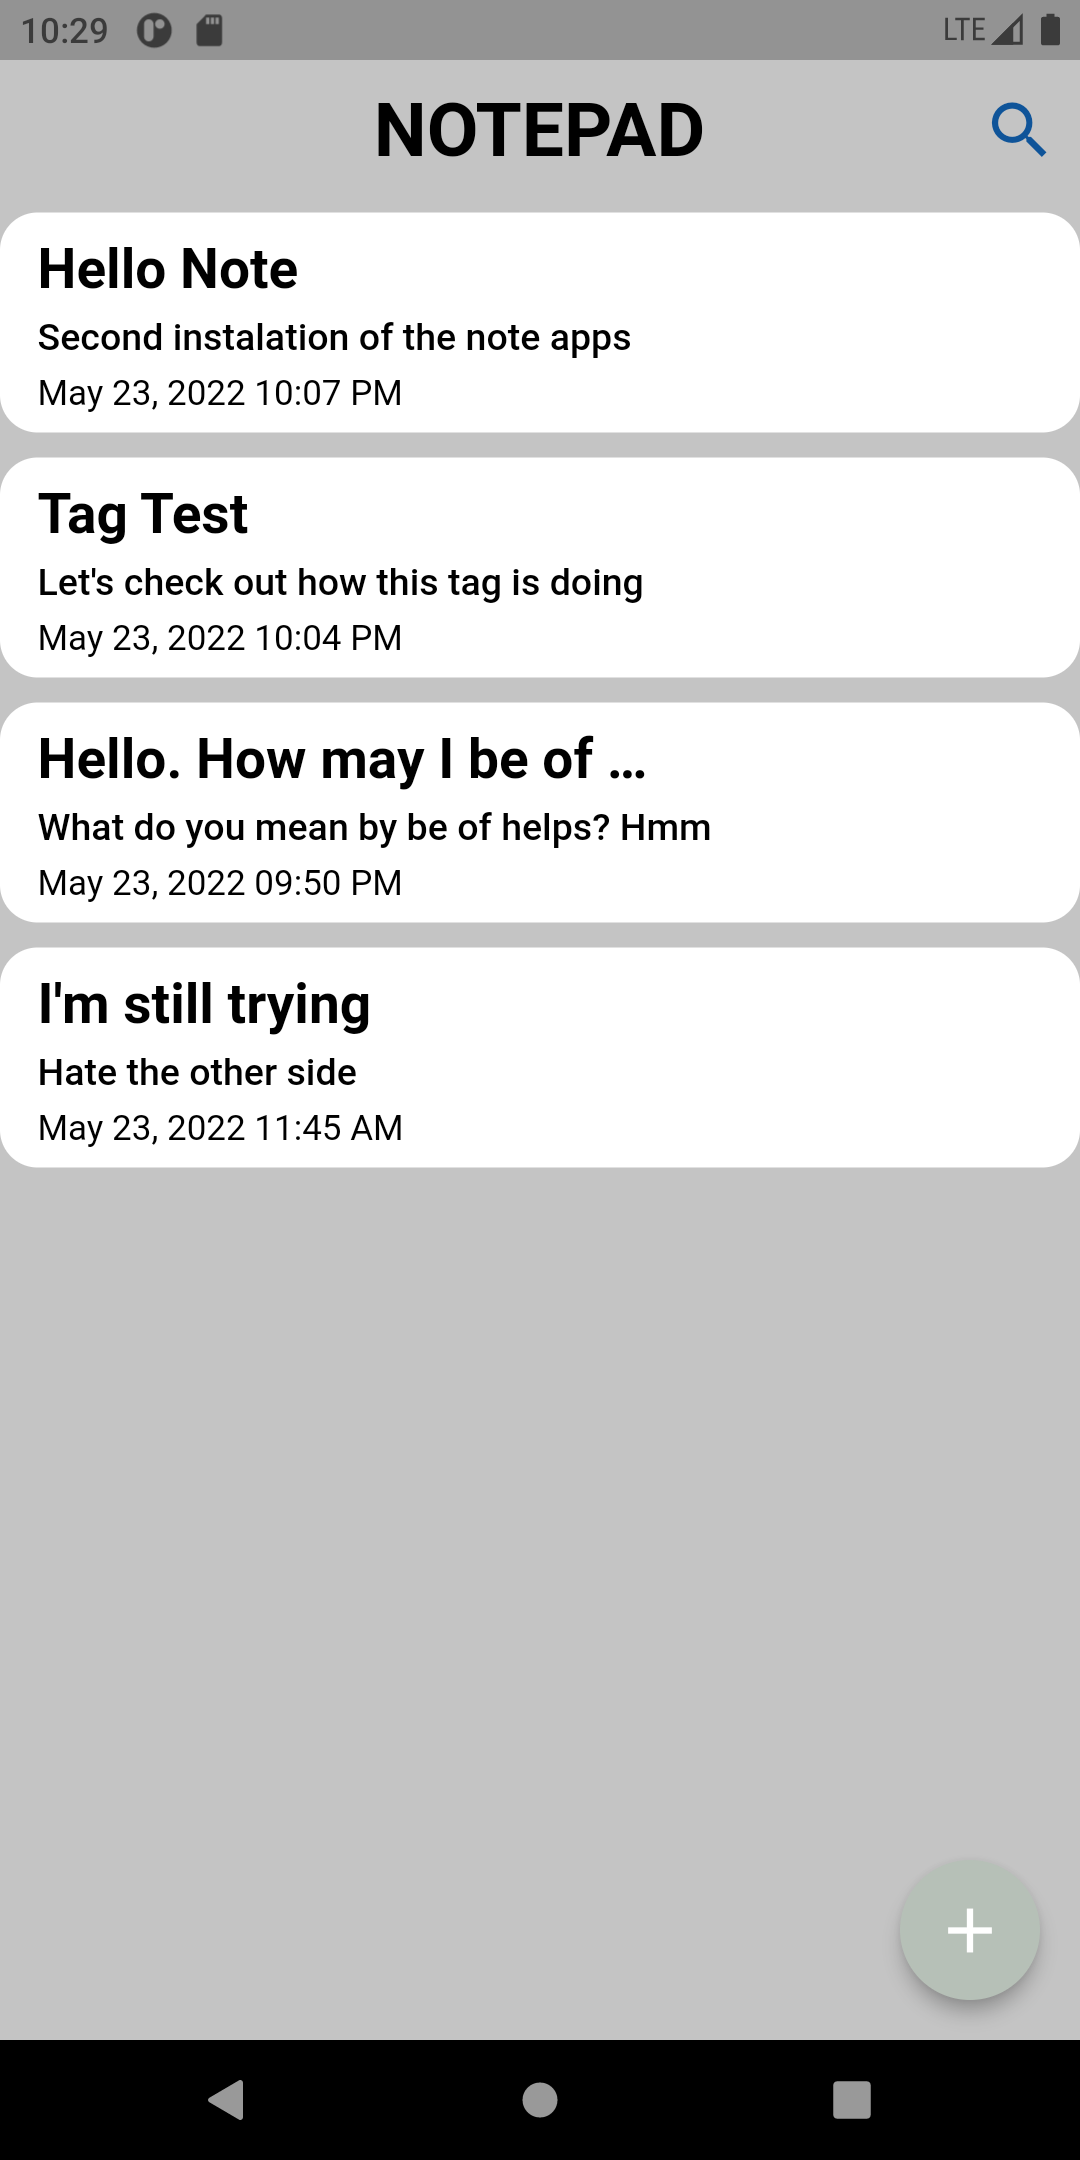 10:29 LTE
NOTEPAD
Hello Note
Second instalation of the note apps
May 23, 2022 10:07 PM
Tag Test
Let's check out how this tag is doing
May 23, 2022 10:04 PM
Hello. How may I be of ...
What do you mean by be of helps? Hmm
May 23, 2022 09:50 PM
I'm still trying
Hate the other side
May 23, 2022 11:45 AM